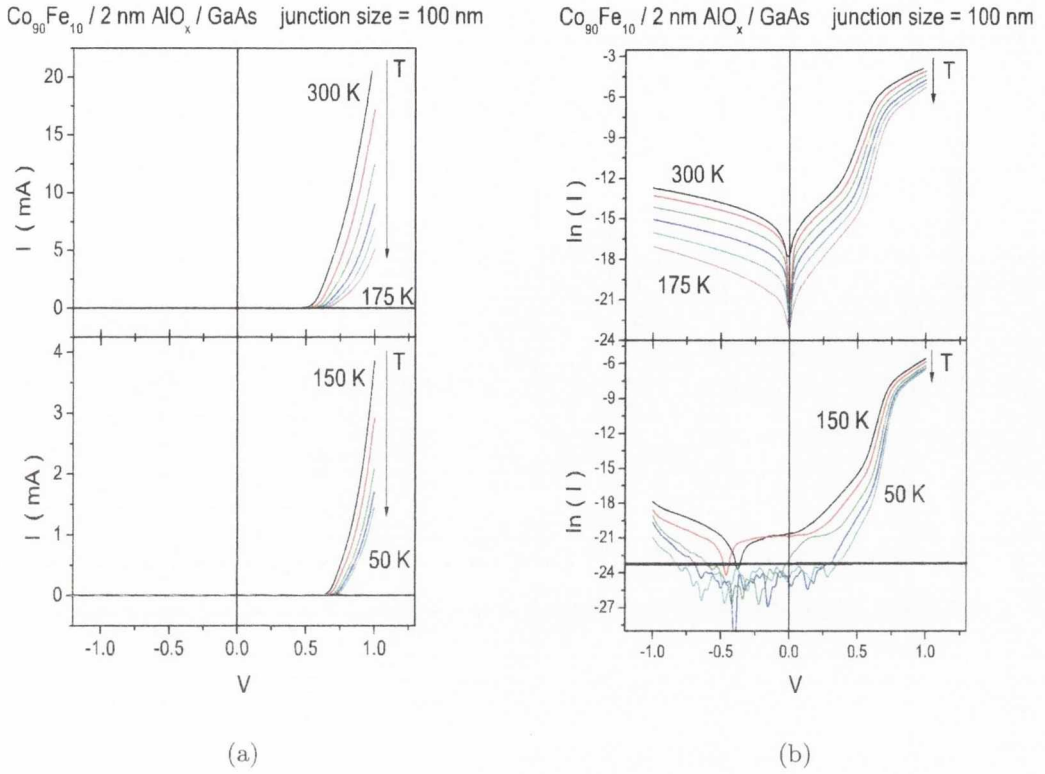 Co90Fe10 / 2 nm AlOx / GaAs junction size = 100 nm
20
15
10
5
0
I ( mA )
300 K
T
175 K
4
3
2
1
0
I ( mA )
150 K
T
50 K
-1.0 -0.5 0.0 0.5 1.0
V
(a)
Co90Fe10 / 2 nm AlOx / GaAs junction size = 100 nm
-3
-6
-9
-12
-15
-18
-21
-24
ln ( I )
300 K
T
175 K
-6
-9
-12
-15
-18
-21
-24
-27
ln ( I )
150 K
T
50 K
-1.0 -0.5 0.0 0.5 1.0
V
(b)